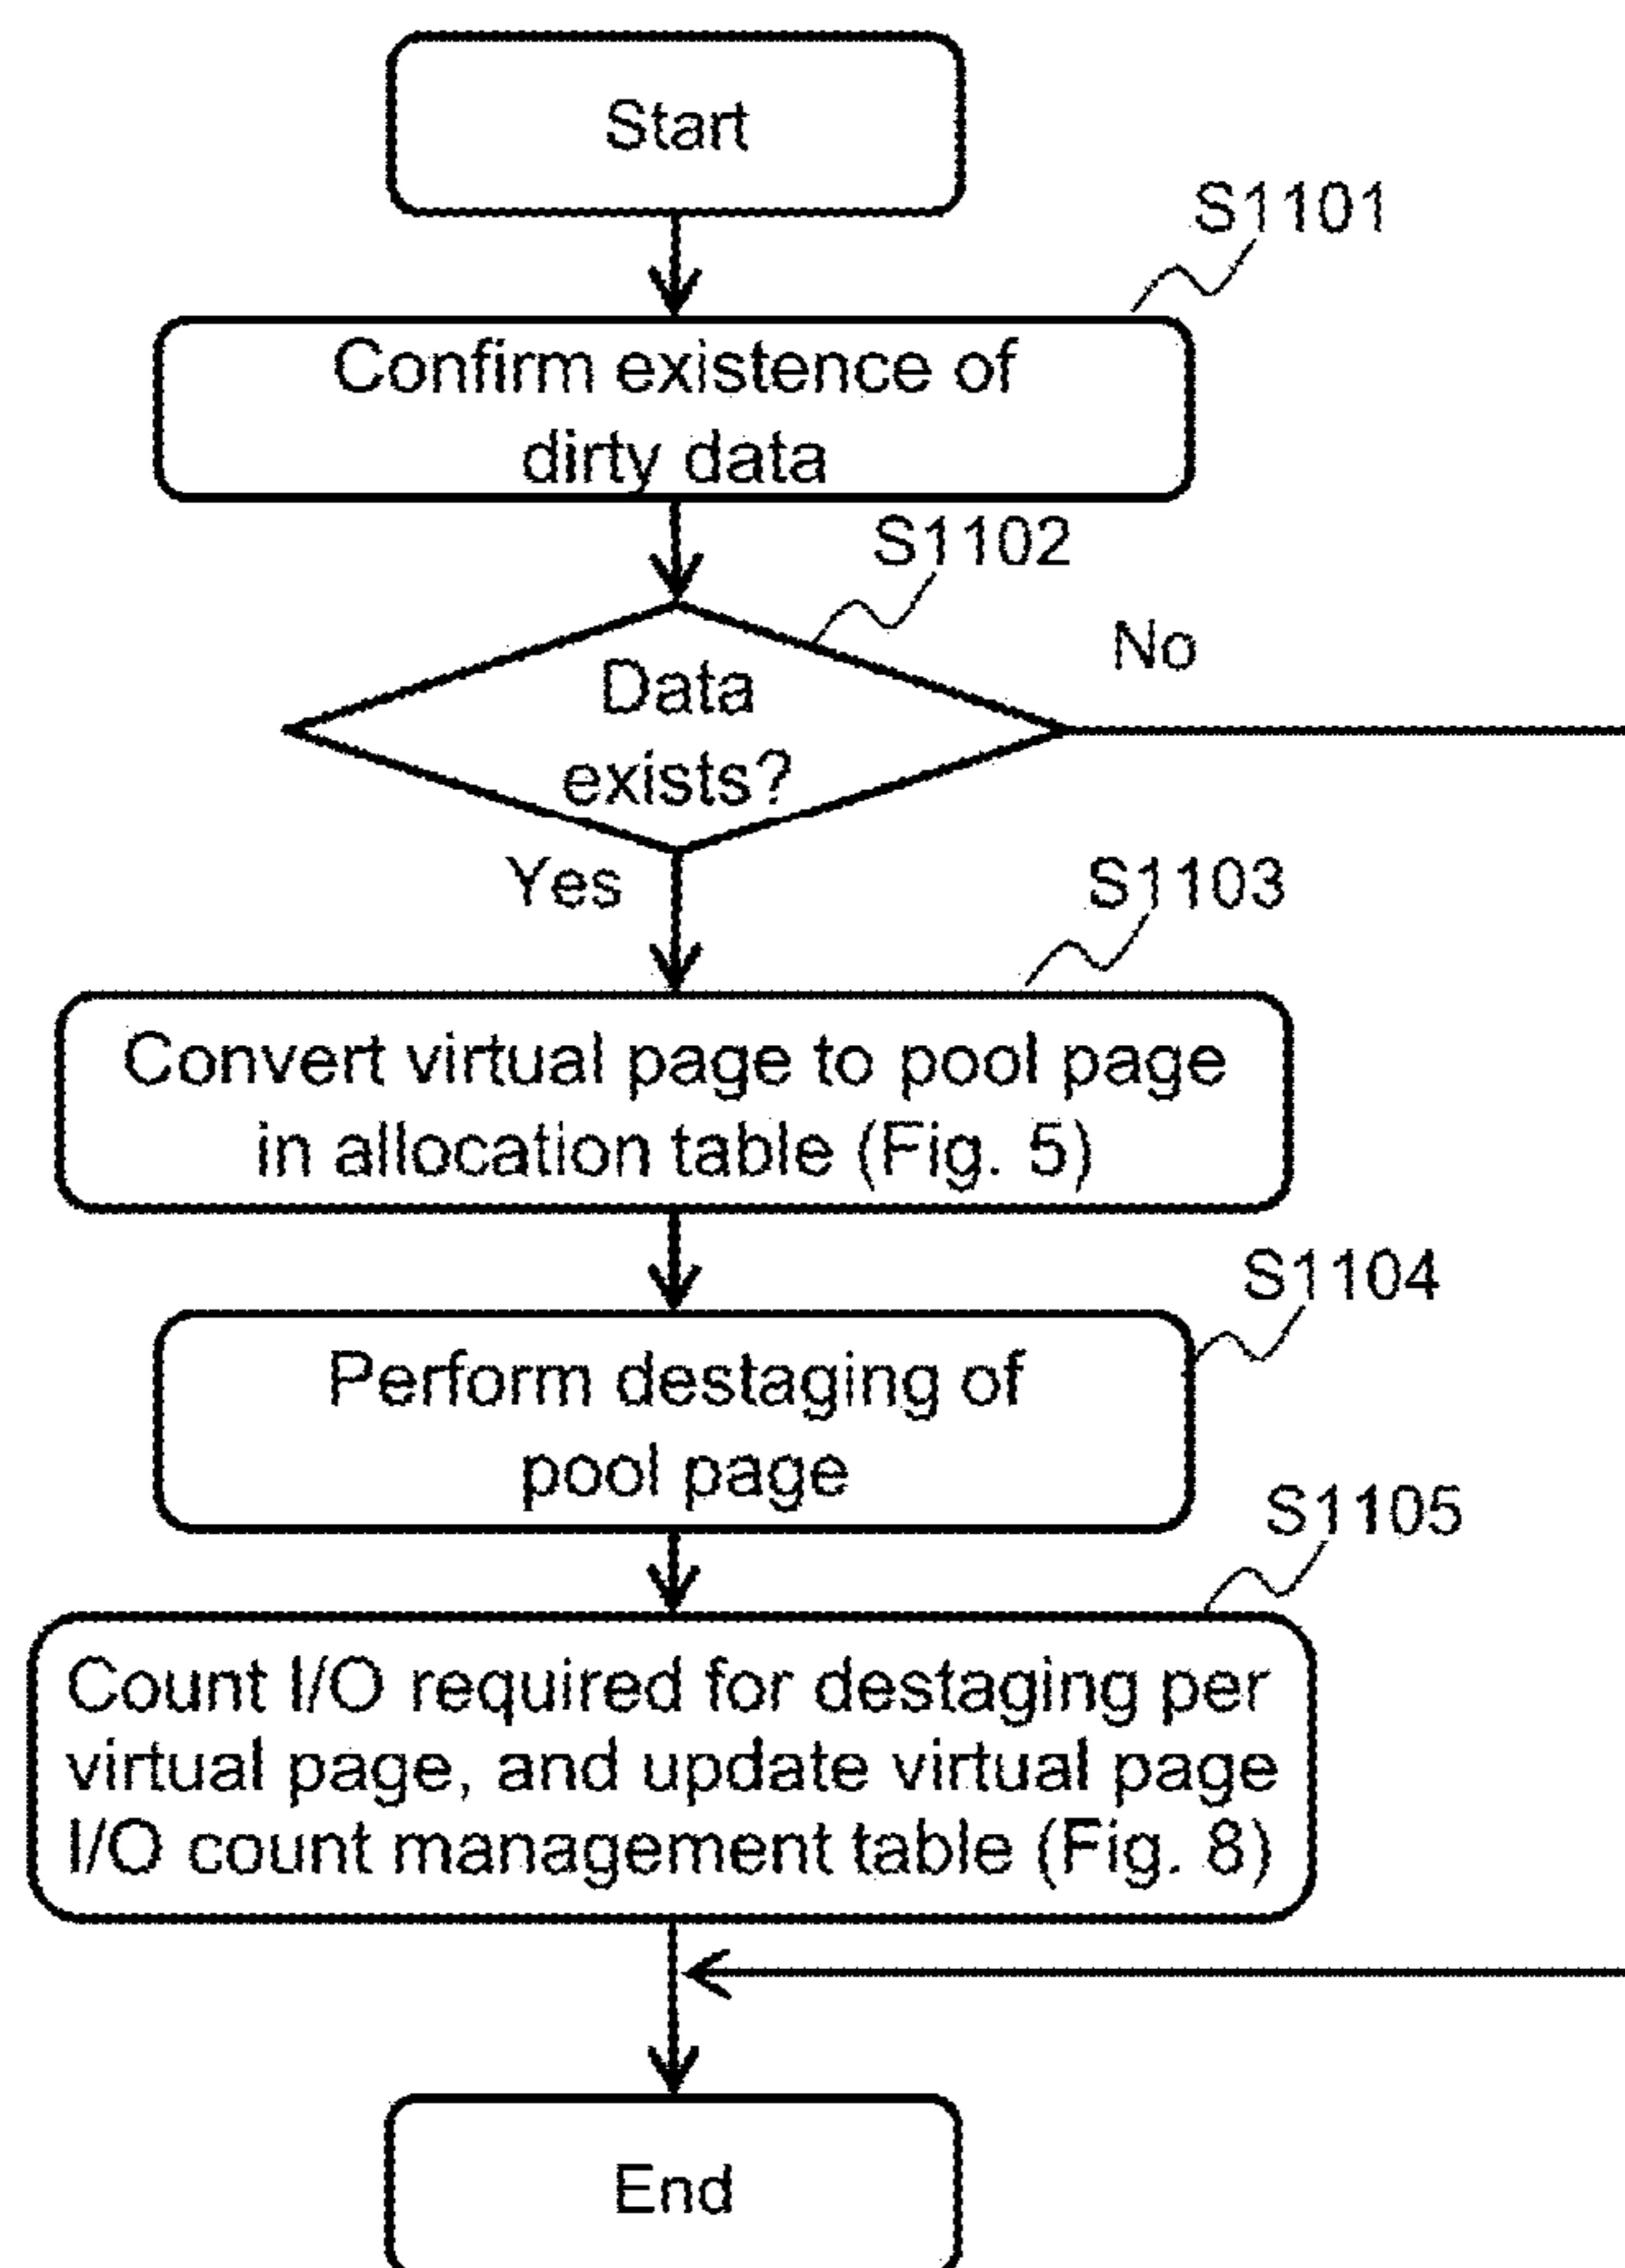 Start
S1101
Confirm existence of
dirty data
S1102
No
Data
exists?
Yes
S1103
Convert virtual page to pool page
in allocation table (Fig. 5)
S1104
Perform destaging of
pool page
S1105
Count I/O required for destaging per
virtual page, and update virtual page
I/O count management table (Fig. 8)
End